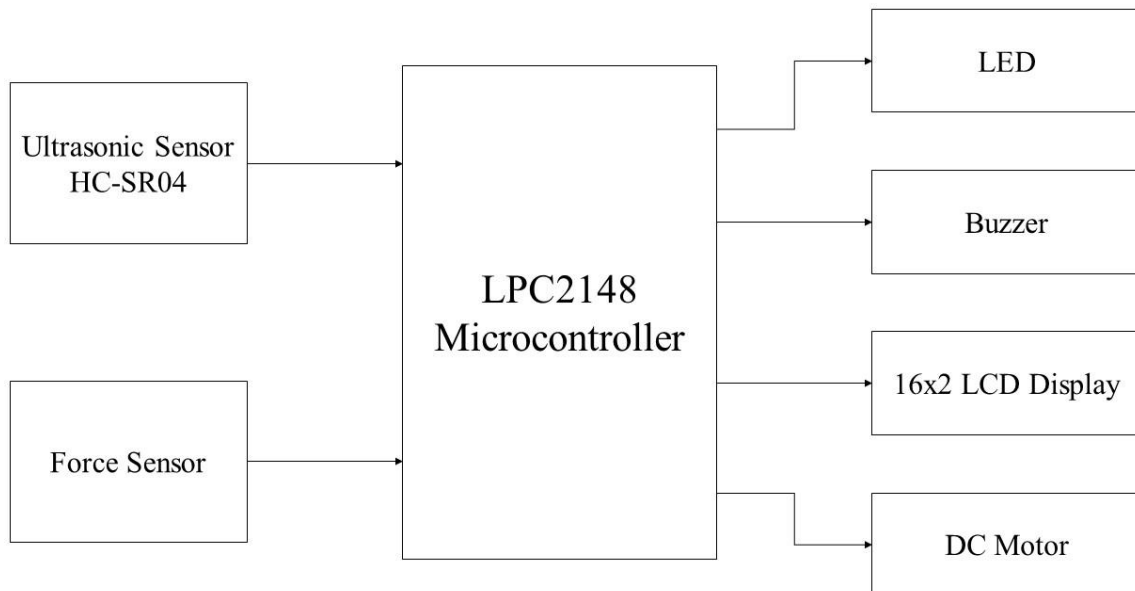 Ultrasonic Sensor
HC-SR04
Force Sensor
LPC2148
Microcontroller
LED
Buzzer
16x2 LCD Display
DC Motor